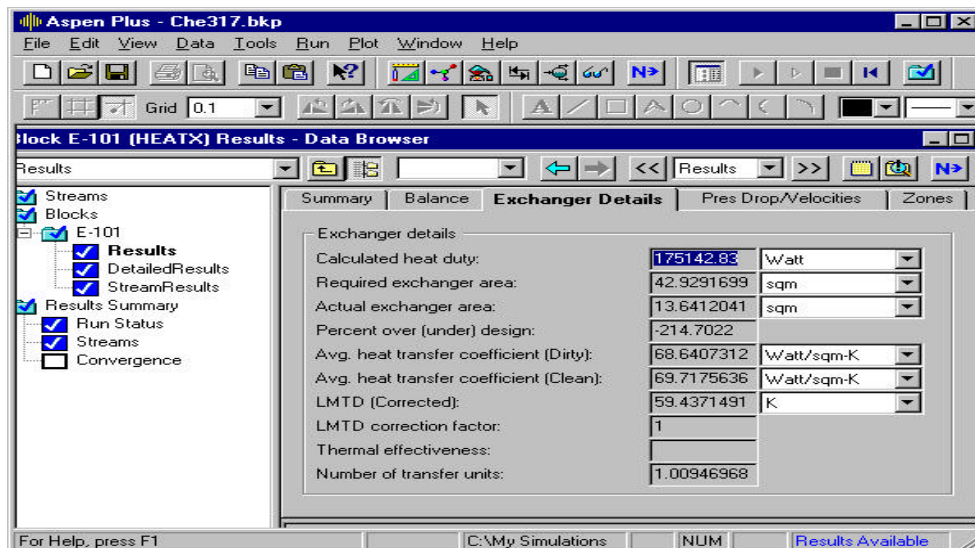 Aspen Plus - Che317.bkp
File Edit View Data Tools Run Plot Window Help
N>
Grid 0.1
A
Block E-101 (HEATX) Results - Data Browser
Results
<< Results >> N>
Streams
Blocks
E-101
Results
DetailedResults
StreamResults
Results Summary
Run Status
Streams
Convergence
Summary Balance Exchanger Details Pres Drop/Velocities Zones
Exchanger details
Calculated heat duty: 175142.83 Watt
Required exchanger area: 42.9291699 sqm
Actual exchanger area: 13.6412041 sqm
Percent over (under) design: -214.7022
Avg. heat transfer coefficient (Dirty): 68.6407312 Watt/sqm-K
Avg. heat transfer coefficient (Clean): 69.7175636 Watt/sqm-K
LMTD (Corrected): 59.4371491 K
LMTD correction factor: 1
Thermal effectiveness:
Number of transfer units: 1.00946968
For Help, press F1 C:\My Simulations NUM Results Available